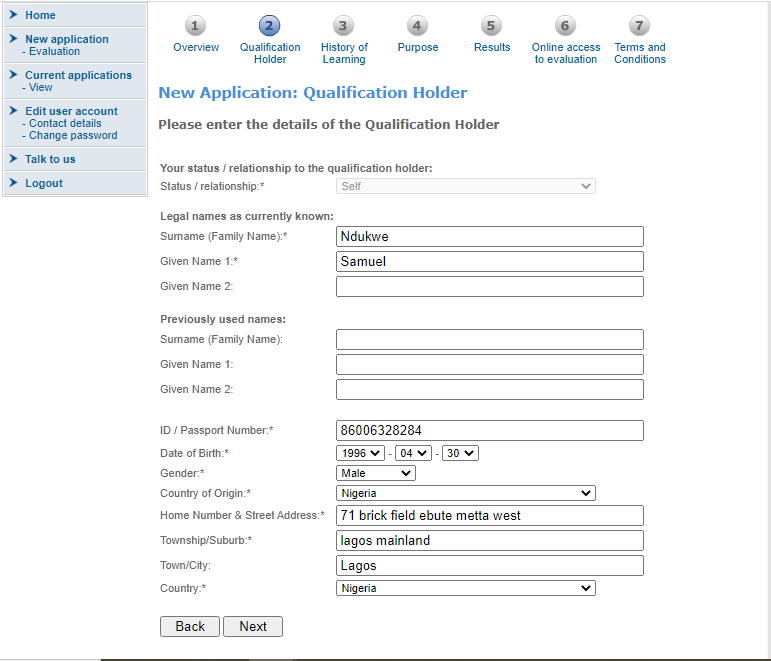 Home
New application
- Evaluation
Current applications
- View
Edit user account
- Contact details
- Change password
Talk to us
Logout
1 2 3 4 5 6 7
Overview Qualification Holder History of Learning Purpose Results Online access to evaluation Terms and Conditions
New Application: Qualification Holder
Please enter the details of the Qualification Holder
Your status / relationship to the qualification holder:
Status / relationship:* Self
Legal names as currently known:
Surname (Family Name):* Ndukwe
Given Name 1:* Samuel
Given Name 2:
Previously used names:
Surname (Family Name):
Given Name 1:
Given Name 2:
ID / Passport Number:* 86006328284
Date of Birth:* 1996 - 04 - 30
Gender:* Male
Country of Origin:* Nigeria
Home Number & Street Address:* 71 brick field ebute metta west
Township/Suburb:* lagos mainland
Town/City: Lagos
Country:* Nigeria
Back Next